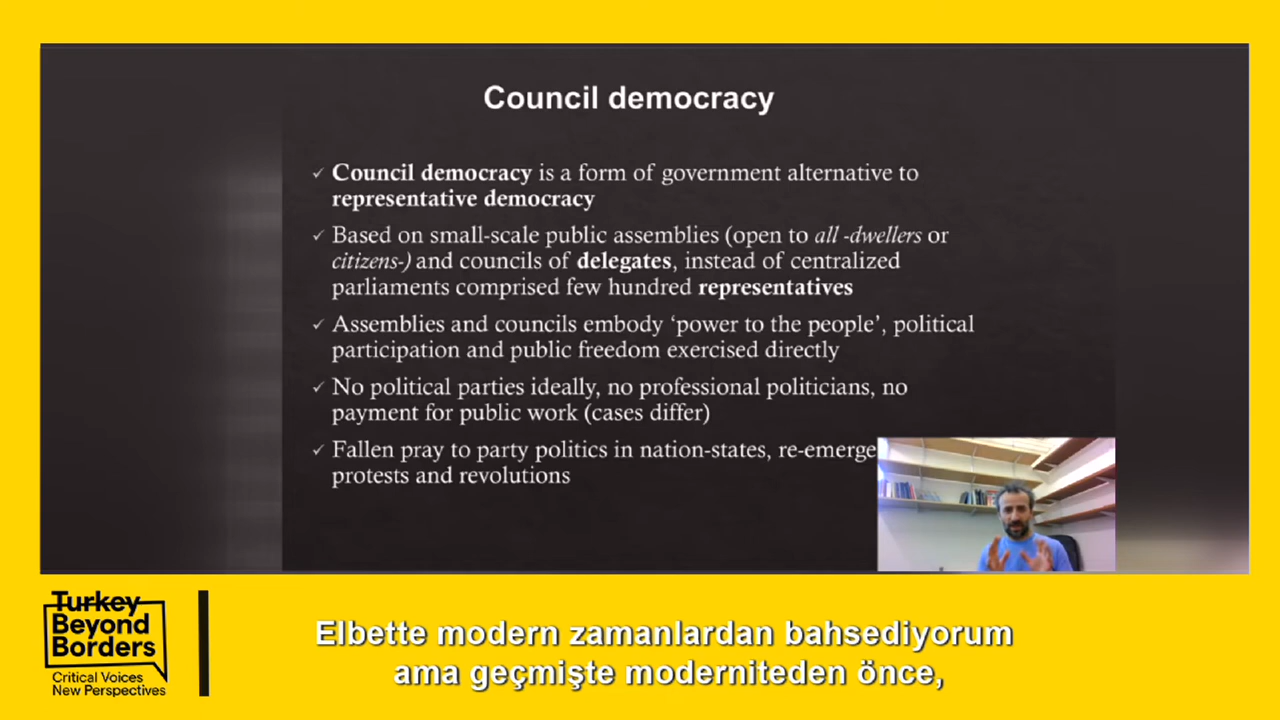 Council democracy
✓ Council democracy is a form of government alternative to
representative democracy
✓ Based on small-scale public assemblies (open to all -dwellers or
citizens-) and councils of delegates, instead of centralized
parliaments comprised few hundred representatives
✓ Assemblies and councils embody ‘power to the people’, political
participation and public freedom exercised directly
✓ No political parties ideally, no professional politicians, no
payment for public work (cases differ)
✓ Fallen pray to party politics in nation-states, re-emerge
protests and revolutions
Turkey
Beyond
Borders
Critical Voices
New Perspectives
Elbette modern zamanlardan bahsediyorum
ama geçmişte moderniteden önce,